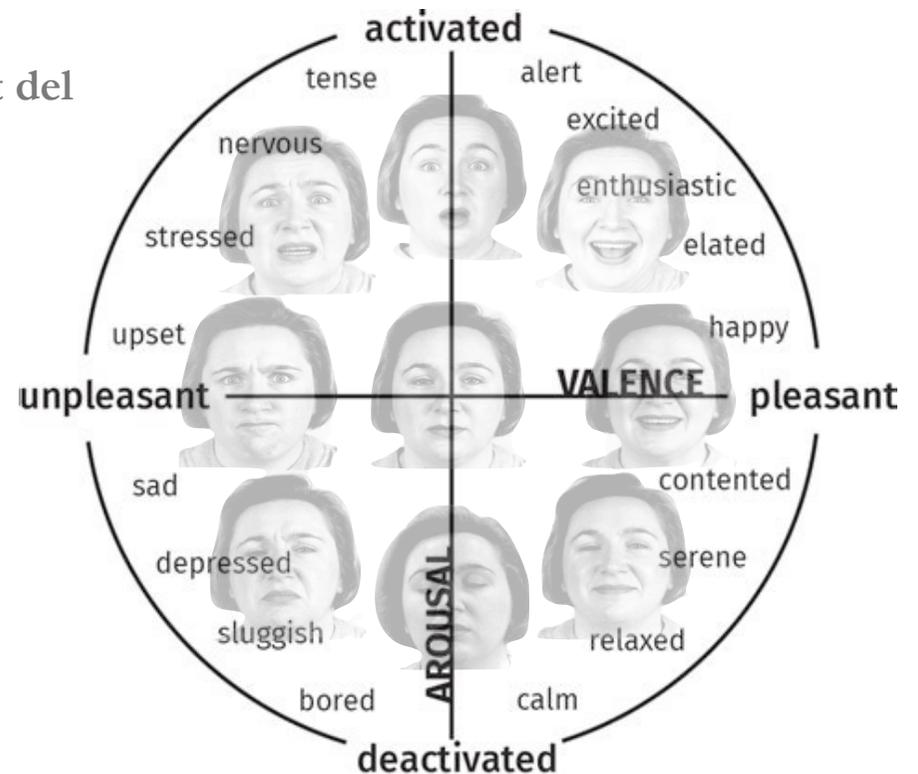 activated
tense
alert
t del
excited
nervous
enthusiastic
stressed
elated
upset
happy
VALENCE
unpleasant
pleasant
sad
contented
depressed
serene
AROUSAL
sluggish
relaxed
bored
calm
deactivated